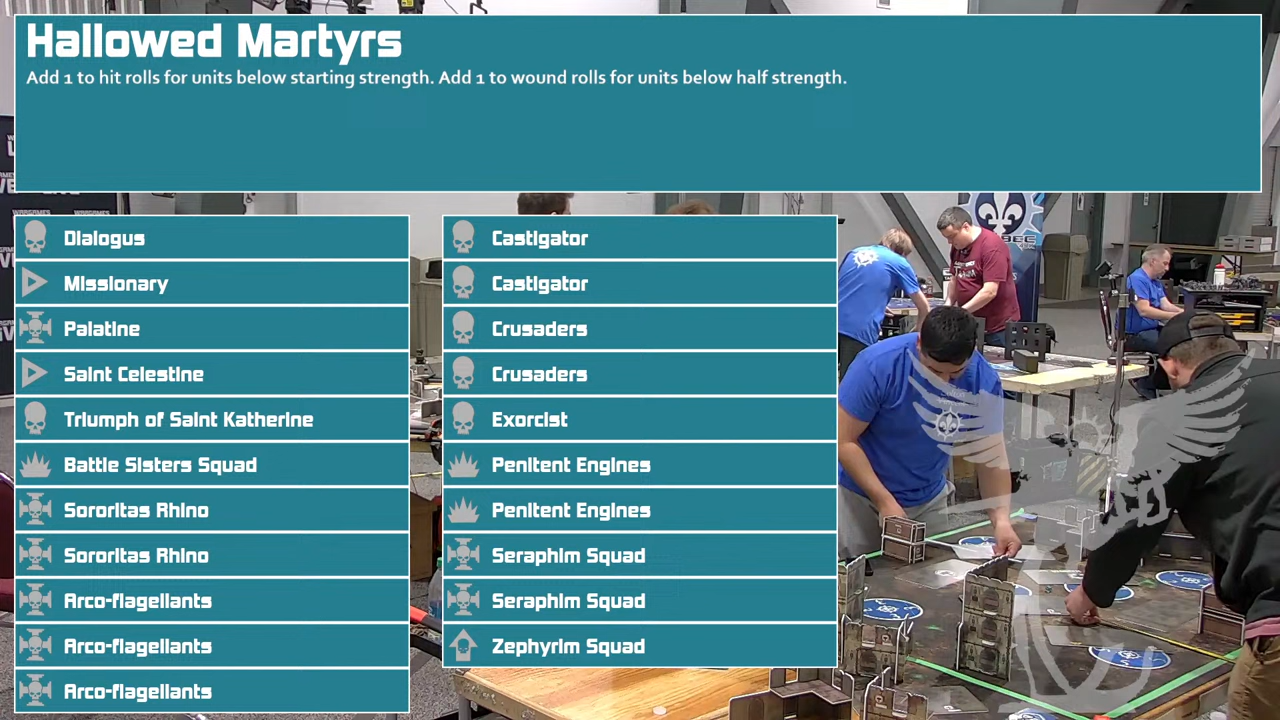 Hallowed Martyrs
Add 1 to hit rolls for units below starting strength. Add 1 to wound rolls for units below half strength.
Dialogus
Missionary
Palatine
Saint Celestine
Triumph of Saint Katherine
Battle Sisters Squad
Sororitas Rhino
Sororitas Rhino
Arco-flagellants
Arco-flagellants
Arco-flagellants
Castigator
Castigator
Crusaders
Crusaders
Exorcist
Penitent Engines
Penitent Engines
Seraphim Squad
Seraphim Squad
Zephyrim Squad